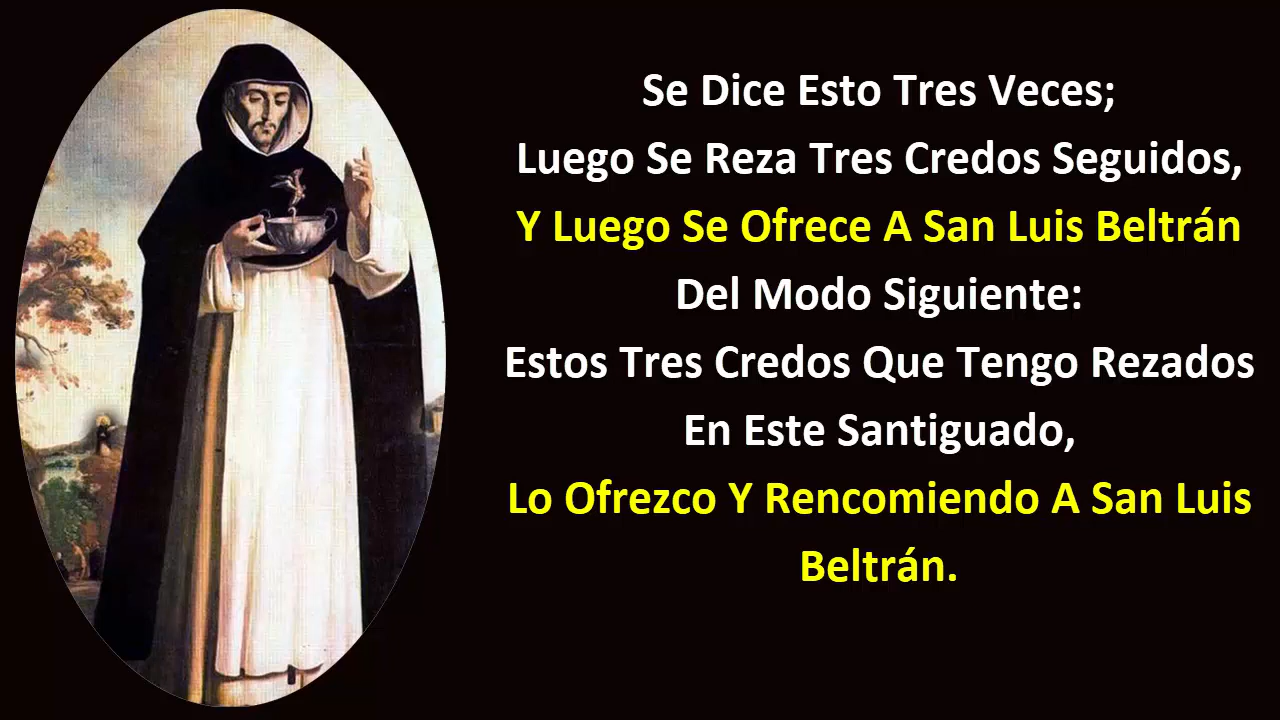 Se Dice Esto Tres Veces;
Luego Se Reza Tres Credos Seguidos,
Y Luego Se Ofrece A San Luis Beltrán
Del Modo Siguiente:
Estos Tres Credos Que Tengo Rezados
En Este Santiguado,
Lo Ofrezco Y Rencomiendo A San Luis
Beltrán.